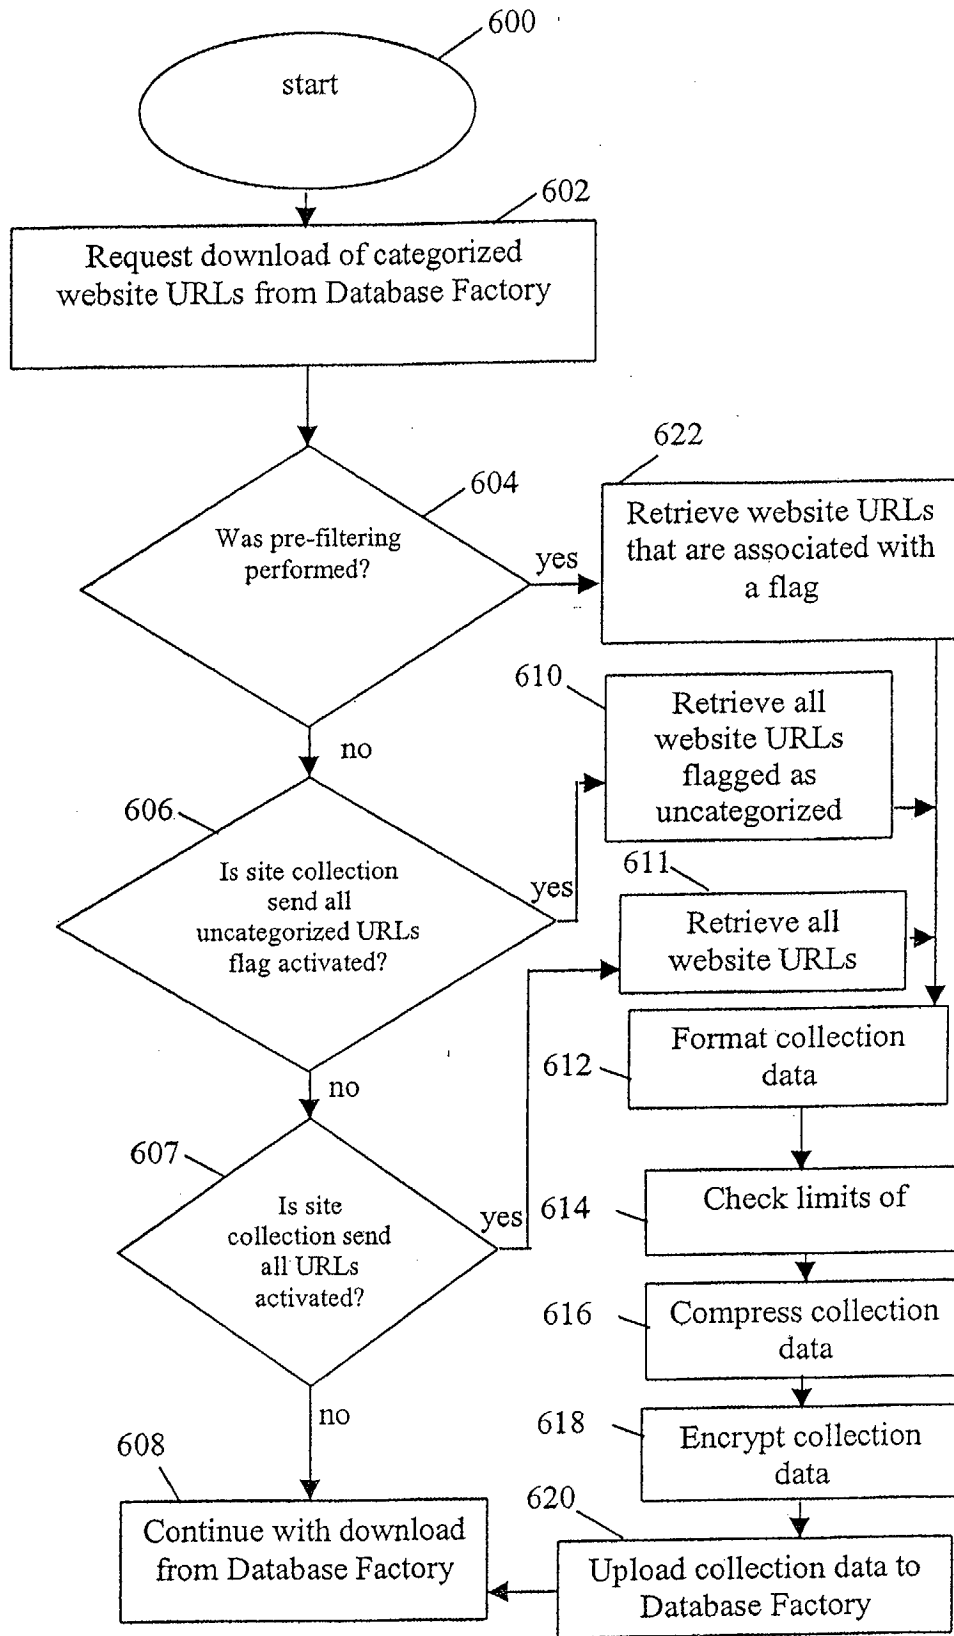 600
start
602
Request download of categorized
website URLs from Database Factory
604
Was pre-filtering
performed?
yes
622
Retrieve website URLs
that are associated with
a flag
no
610
Retrieve all
website URLs
flagged as
uncategorized
606
Is site collection
send all
uncategorized URLs
flag activated?
yes
611
Retrieve all
website URLs
no
612
Format collection
data
607
Is site
collection send
all URLs
activated?
yes
614
Check limits of
616
Compress collection
data
no
618
Encrypt collection
data
608
Continue with download
from Database Factory
620
Upload collection data to
Database Factory